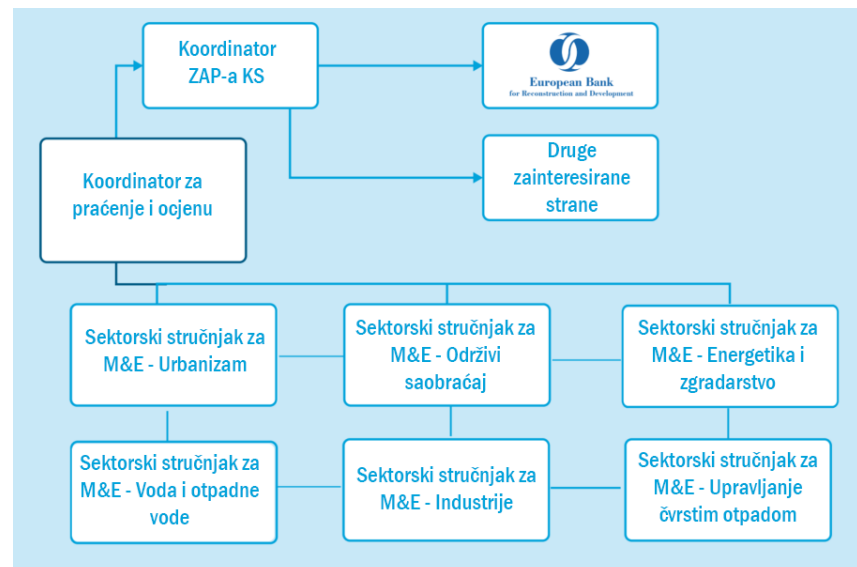 Koordinator
ZAP-a KS
European Bank
for Reconstruction and Development
Druge
zainteresirane
strane
Koordinator za
praćenje i ocjenu
Sektorski stručnjak za
M&E - Urbanizam
Sektorski stručnjak za
M&E - Održivi
saobraćaj
Sektorski stručnjak za
M&E - Energetika i
zgradarstvo
Sektorski stručnjak za
M&E - Voda i otpadne
vode
Sektorski stručnjak za
M&E - Industrije
Sektorski stručnjak za
M&E - Upravljanje
čvrstim otpadom